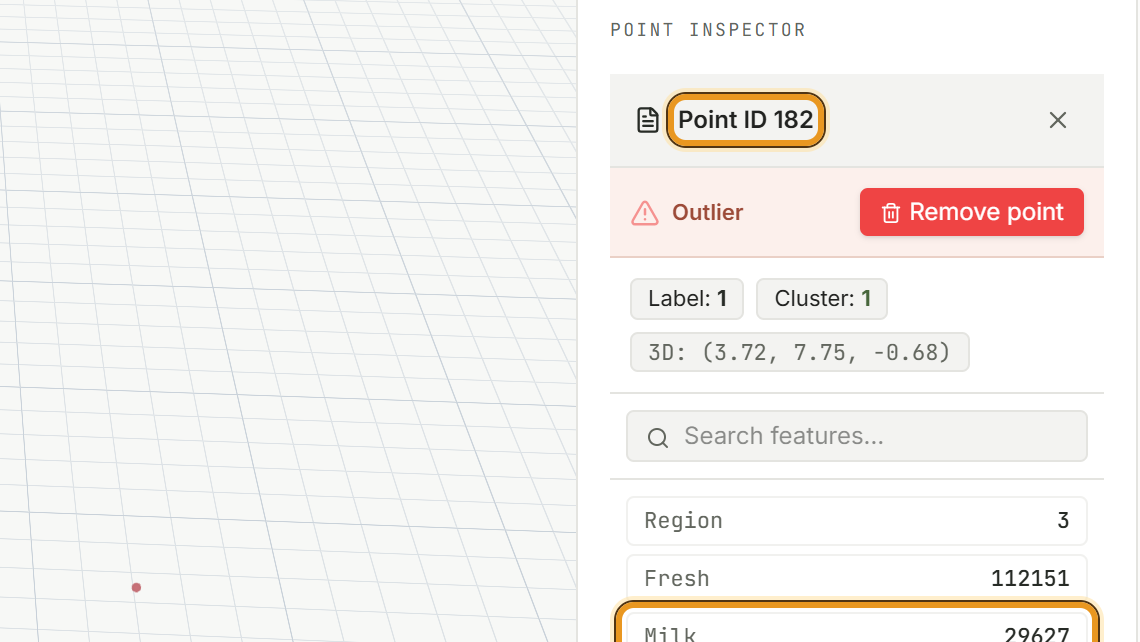 POINT INSPECTOR
Point ID 182
Outlier
Remove point
Label: 1 Cluster: 1
3D: (3.72, 7.75, -0.68)
Search features...
Region 3
Fresh 112151
Milk 29627